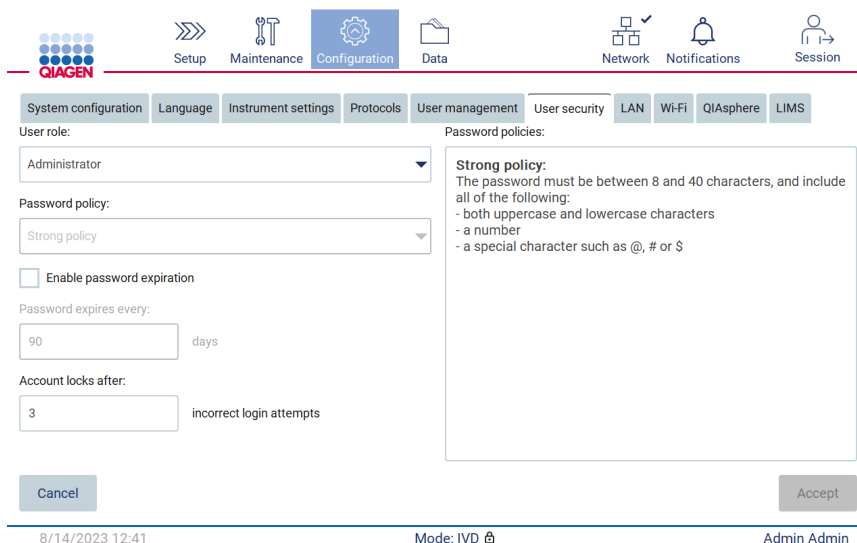 Setup
Maintenance
Configuration
Data
Network
Notifications
Session
QIAGEN
System configuration
Language
Instrument settings
Protocols
User management
User security
LAN
Wi-Fi
QIAsphere
LIMS
User role:
Administrator
Password policy:
Strong policy
Enable password expiration
Password expires every:
90
days
Account locks after:
3
incorrect login attempts
Password policies:
Strong policy:
The password must be between 8 and 40 characters, and include
all of the following:
- both uppercase and lowercase characters
- a number
- a special character such as @, # or $
Cancel
Accept
8/14/2023 12:41
Mode: IVD
Admin Admin